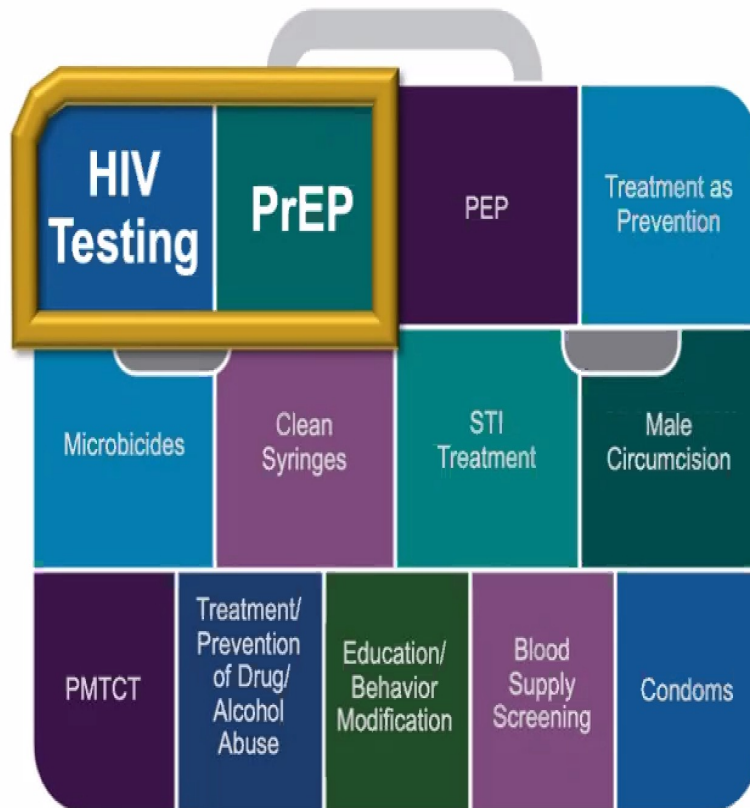 HIV
Testing
PrEP
PEP
Treatment as
Prevention
Microbicides
Clean
Syringes
STI
Treatment
Male
Circumcision
PMTCT
Treatment/
Prevention
of Drug/
Alcohol
Abuse
Education/
Behavior
Modification
Blood
Supply
Screening
Condoms